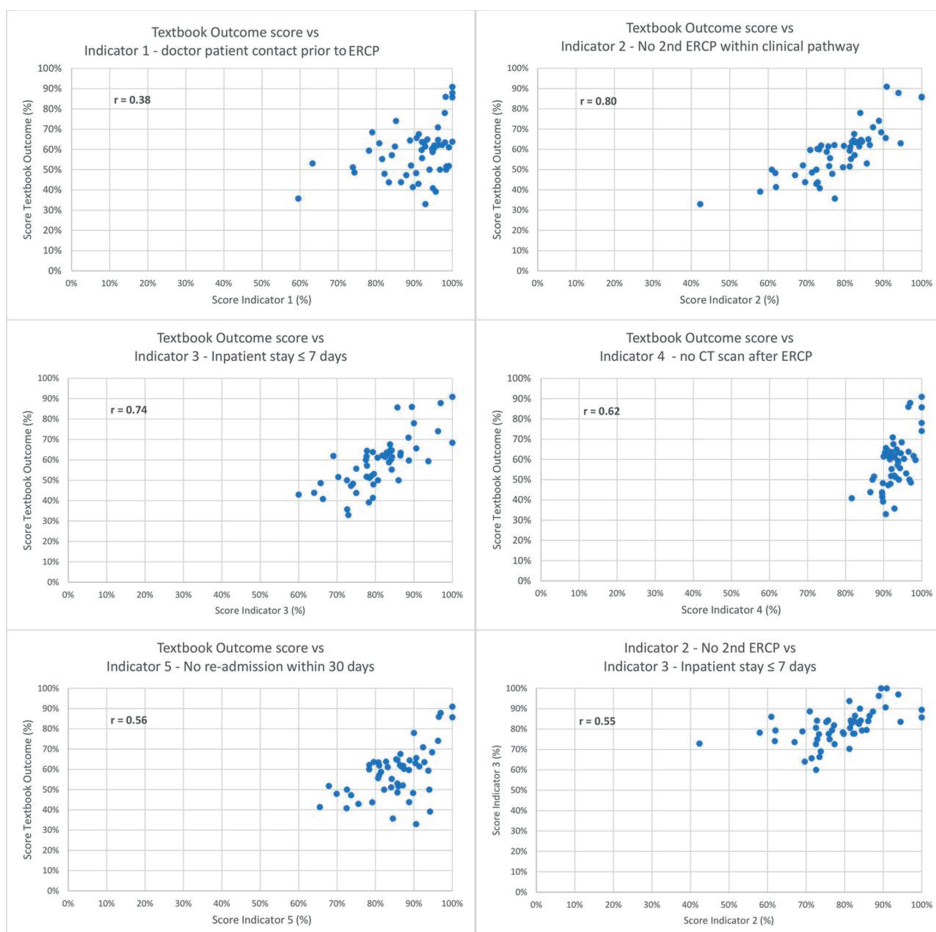 Textbook Outcome score vs
Indicator 1 - doctor patient contact prior to ERCP
r = 0.38
Score Textbook Outcome (%)
100%
90%
80%
70%
60%
50%
40%
30%
20%
10%
0%
0% 10% 20% 30% 40% 50% 60% 70% 80% 90% 100%
Score Indicator 1 (%)
Textbook Outcome score vs
Indicator 2 - No 2nd ERCP within clinical pathway
r = 0.80
Score Textbook Outcome (%)
100%
90%
80%
70%
60%
50%
40%
30%
20%
10%
0%
0% 10% 20% 30% 40% 50% 60% 70% 80% 90% 100%
Score Indicator 2 (%)
Textbook Outcome score vs
Indicator 3 - Inpatient stay ≤ 7 days
r = 0.74
Score Textbook Outcome (%)
100%
90%
80%
70%
60%
50%
40%
30%
20%
10%
0%
0% 10% 20% 30% 40% 50% 60% 70% 80% 90% 100%
Score Indicator 3 (%)
Textbook Outcome score vs
Indicator 4 - no CT scan after ERCP
r = 0.62
Score Textbook Outcome (%)
100%
90%
80%
70%
60%
50%
40%
30%
20%
10%
0%
0% 10% 20% 30% 40% 50% 60% 70% 80% 90% 100%
Score Indicator 4 (%)
Textbook Outcome score vs
Indicator 5 - No re-admission within 30 days
r = 0.56
Score Textbook Outcome (%)
100%
90%
80%
70%
60%
50%
40%
30%
20%
10%
0%
0% 10% 20% 30% 40% 50% 60% 70% 80% 90% 100%
Score Indicator 5 (%)
Indicator 2 - No 2nd ERCP vs
Indicator 3 - Inpatient stay ≤ 7 days
r = 0.55
Score Indicator 3 (%)
100%
90%
80%
70%
60%
50%
40%
30%
20%
10%
0%
0% 10% 20% 30% 40% 50% 60% 70% 80% 90% 100%
Score Indicator 2 (%)